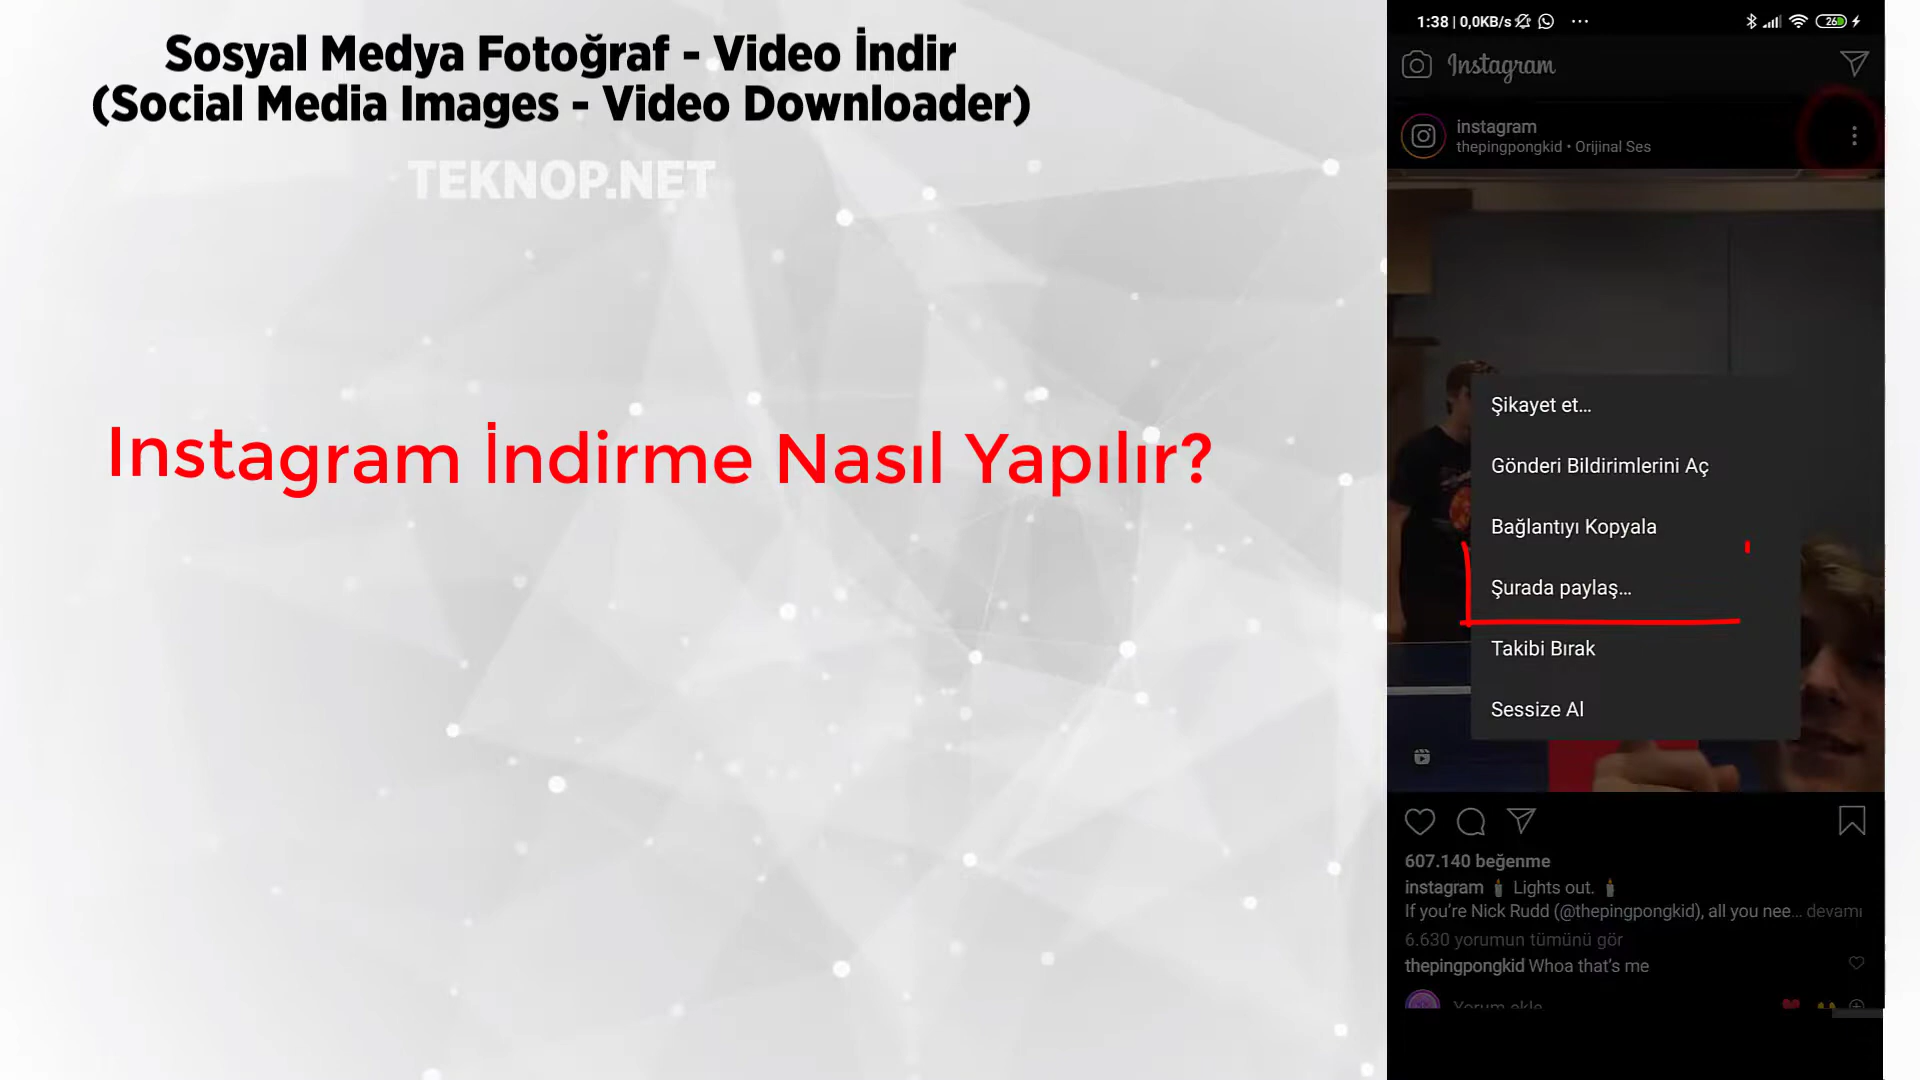 Sosyal Medya Fotoğraf - Video İndir
(Social Media Images - Video Downloader)
TEKNOP.NET
Instagram İndirme Nasıl Yapılır?
1:38 | 0,0KB/s
26
Instagram
instagram
thepingpongkid • Orijinal Ses
Şikayet et...
Gönderi Bildirimlerini Aç
Bağlantıyı Kopyala
Şurada paylaş...
Takibi Bırak
Sessize Al
607.140 beğenme
instagram 🕯 Lights out. 🕯
If you're Nick Rudd (@thepingpongkid), all you nee... devamı
6.630 yorumun tümünü gör
thepingpongkid Whoa that's me
Yorum ekle